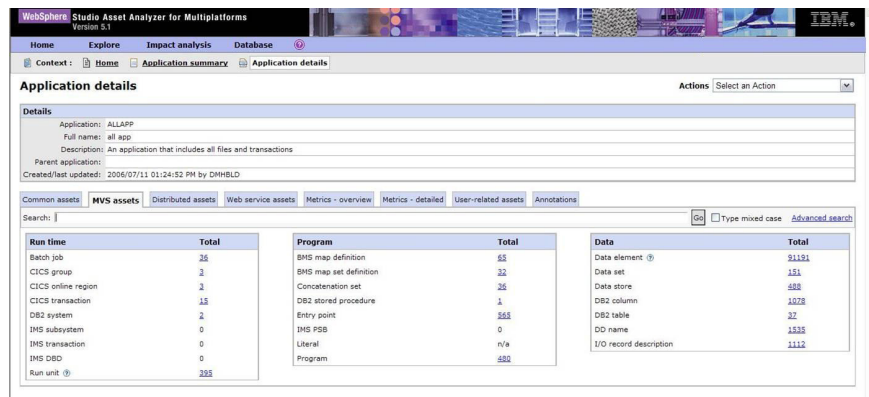 WebSphere Studio Asset Analyzer for Multiplatforms
Version 5.1
IBM.
Home Explore Impact analysis Database
Context : Home Application summary Application details
Application details
Actions Select an Action
Details
Application: ALLAPP
Full name: all app
Description: An application that includes all files and transactions
Parent application:
Created/last updated: 2006/07/11 01:24:52 PM by DMHBLD
Common assets MVS assets Distributed assets Web service assets Metrics - overview Metrics - detailed User-related assets Annotations
Search: Go Type mixed case Advanced search
Run time Total
Batch job 36
CICS group 3
CICS online region 3
CICS transaction 15
DB2 system 2
IMS subsystem 0
IMS transaction 0
IMS DBD 0
Run unit 395
Program Total
BMS map definition 65
BMS map set definition 32
Concatenation set 36
DB2 stored procedure 1
Entry point 565
IMS PSB 0
Literal n/a
Program 480
Data Total
Data element 91191
Data set 151
Data store 488
DB2 column 1078
DB2 table 37
DD name 1535
I/O record description 1112